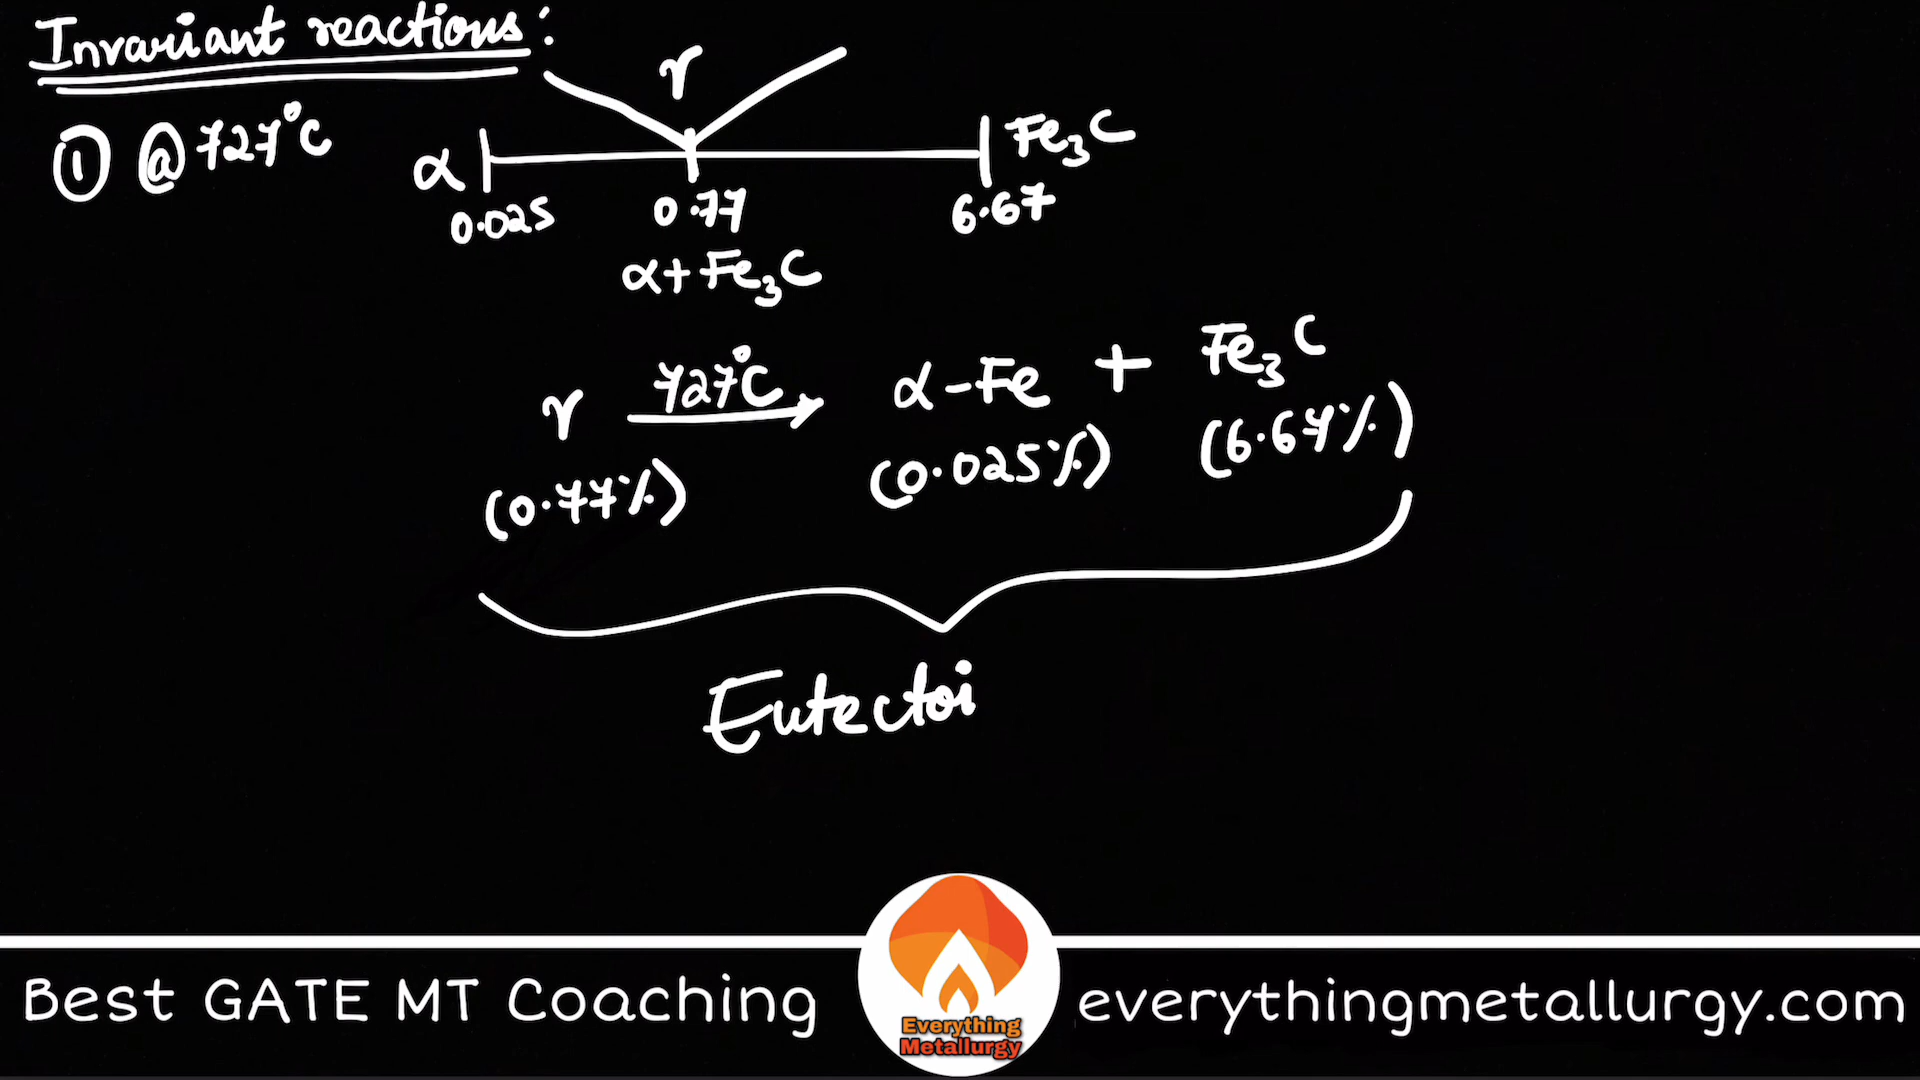 Invariant reactions:
γ
① @ 727°C
α
Fe₃C
0.025 0.77 6.67
α+Fe₃C
γ 727°C α-Fe + Fe₃C
(0.77%) (0.025%) (6.67%)
Eutectoi
Best GATE MT Coaching
Everything
Metallurgy
everythingmetallurgy.com